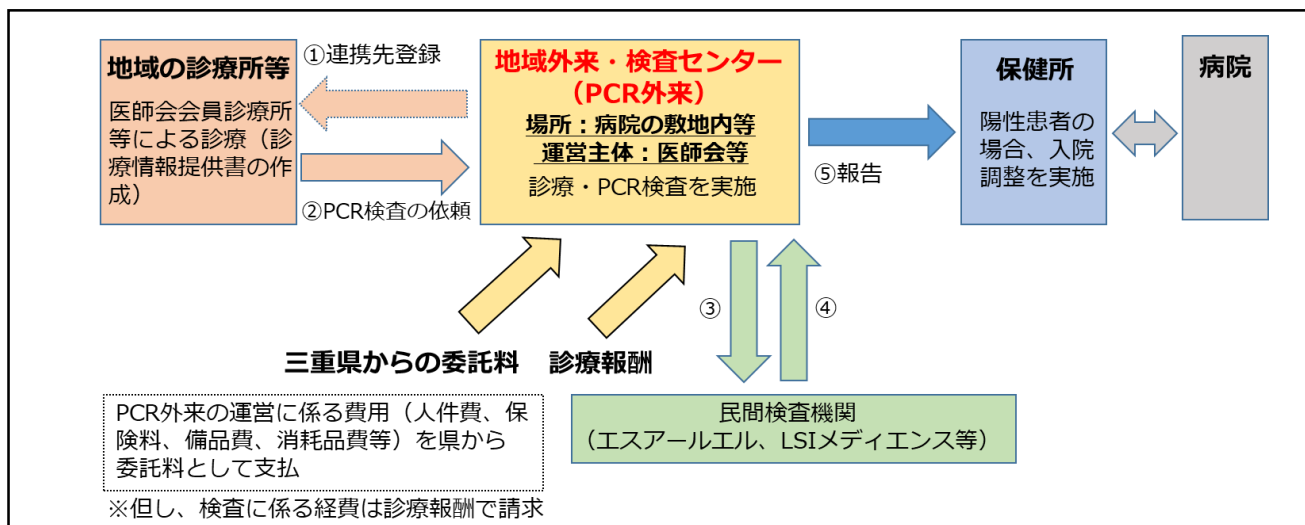 地域の診療所等
医師会会員診療所
等による診療（診
療情報提供書の作
成）
①連携先登録
②PCR検査の依頼
地域外来・検査センター
（PCR外来）
場所：病院の敷地内等
運営主体：医師会等
診療・PCR検査を実施
⑤報告
保健所
陽性患者の
場合、入院
調整を実施
病院
③
④
三重県からの委託料
診療報酬
PCR外来の運営に係る費用（人件費、保
険料、備品費、消耗品費等）を県から
委託料として支払
※但し、検査に係る経費は診療報酬で請求
民間検査機関
（エスアールエル、LSIメディエンス等）